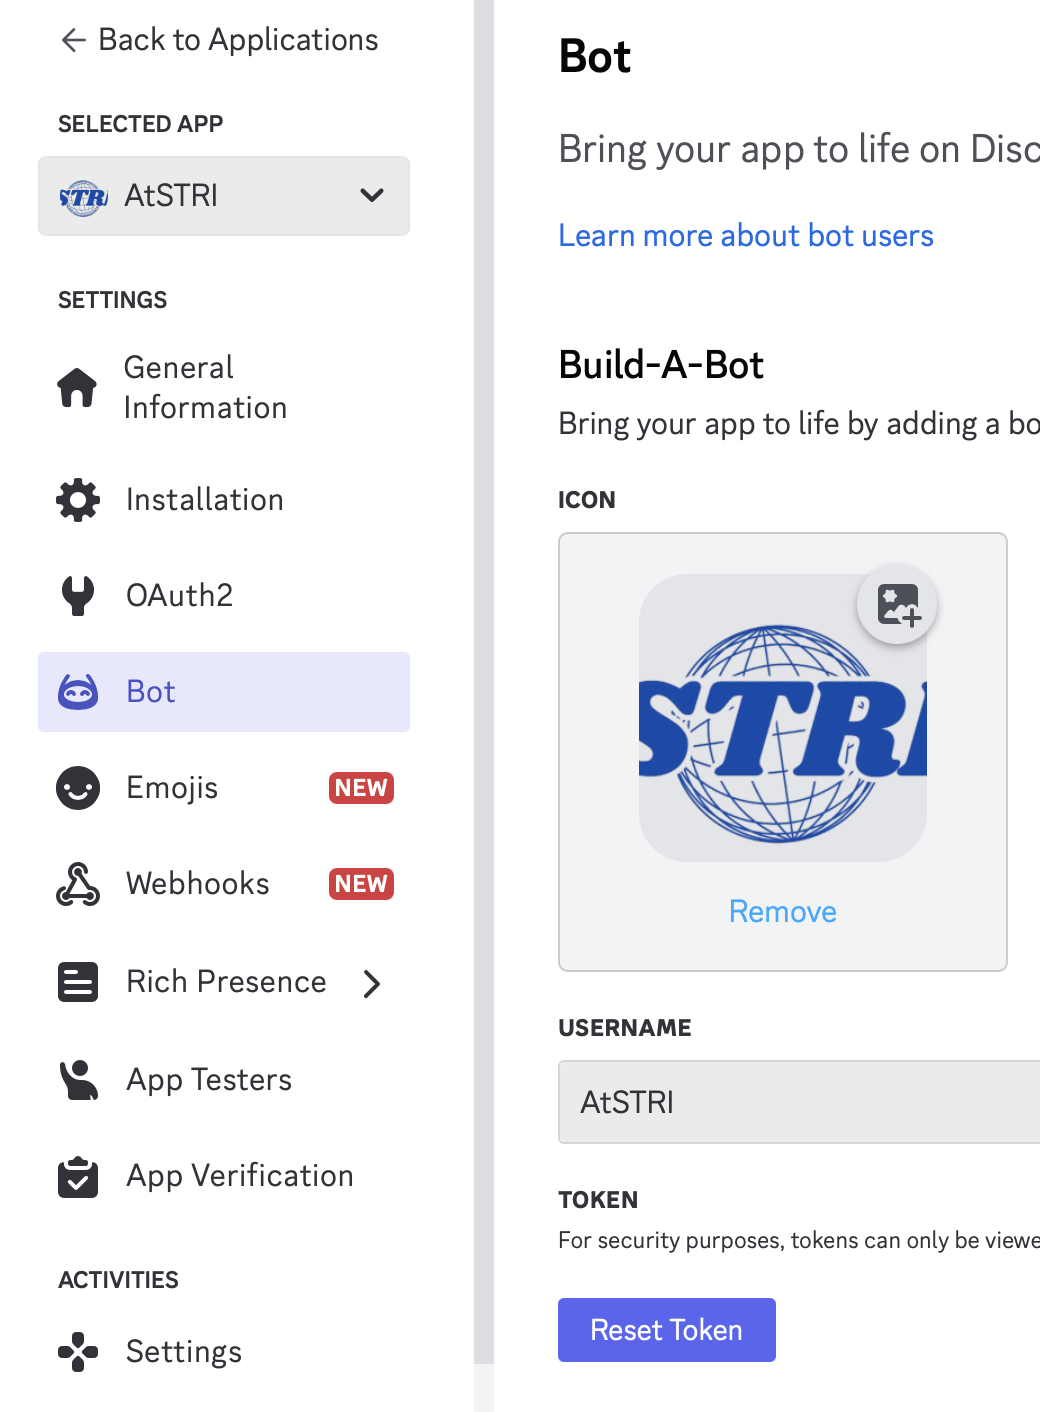 Back to Applications
SELECTED APP
STRI
AtSTRI
SETTINGS
General
Information
Installation
OAuth2
Bot
Emojis NEW
Webhooks NEW
Rich Presence
App Testers
App Verification
ACTIVITIES
Settings
Bot
Bring your app to life on Disc
Learn more about bot users
Build-A-Bot
Bring your app to life by adding a bo
ICON
STRI
Remove
USERNAME
AtSTRI
TOKEN
For security purposes, tokens can only be viewe
Reset Token